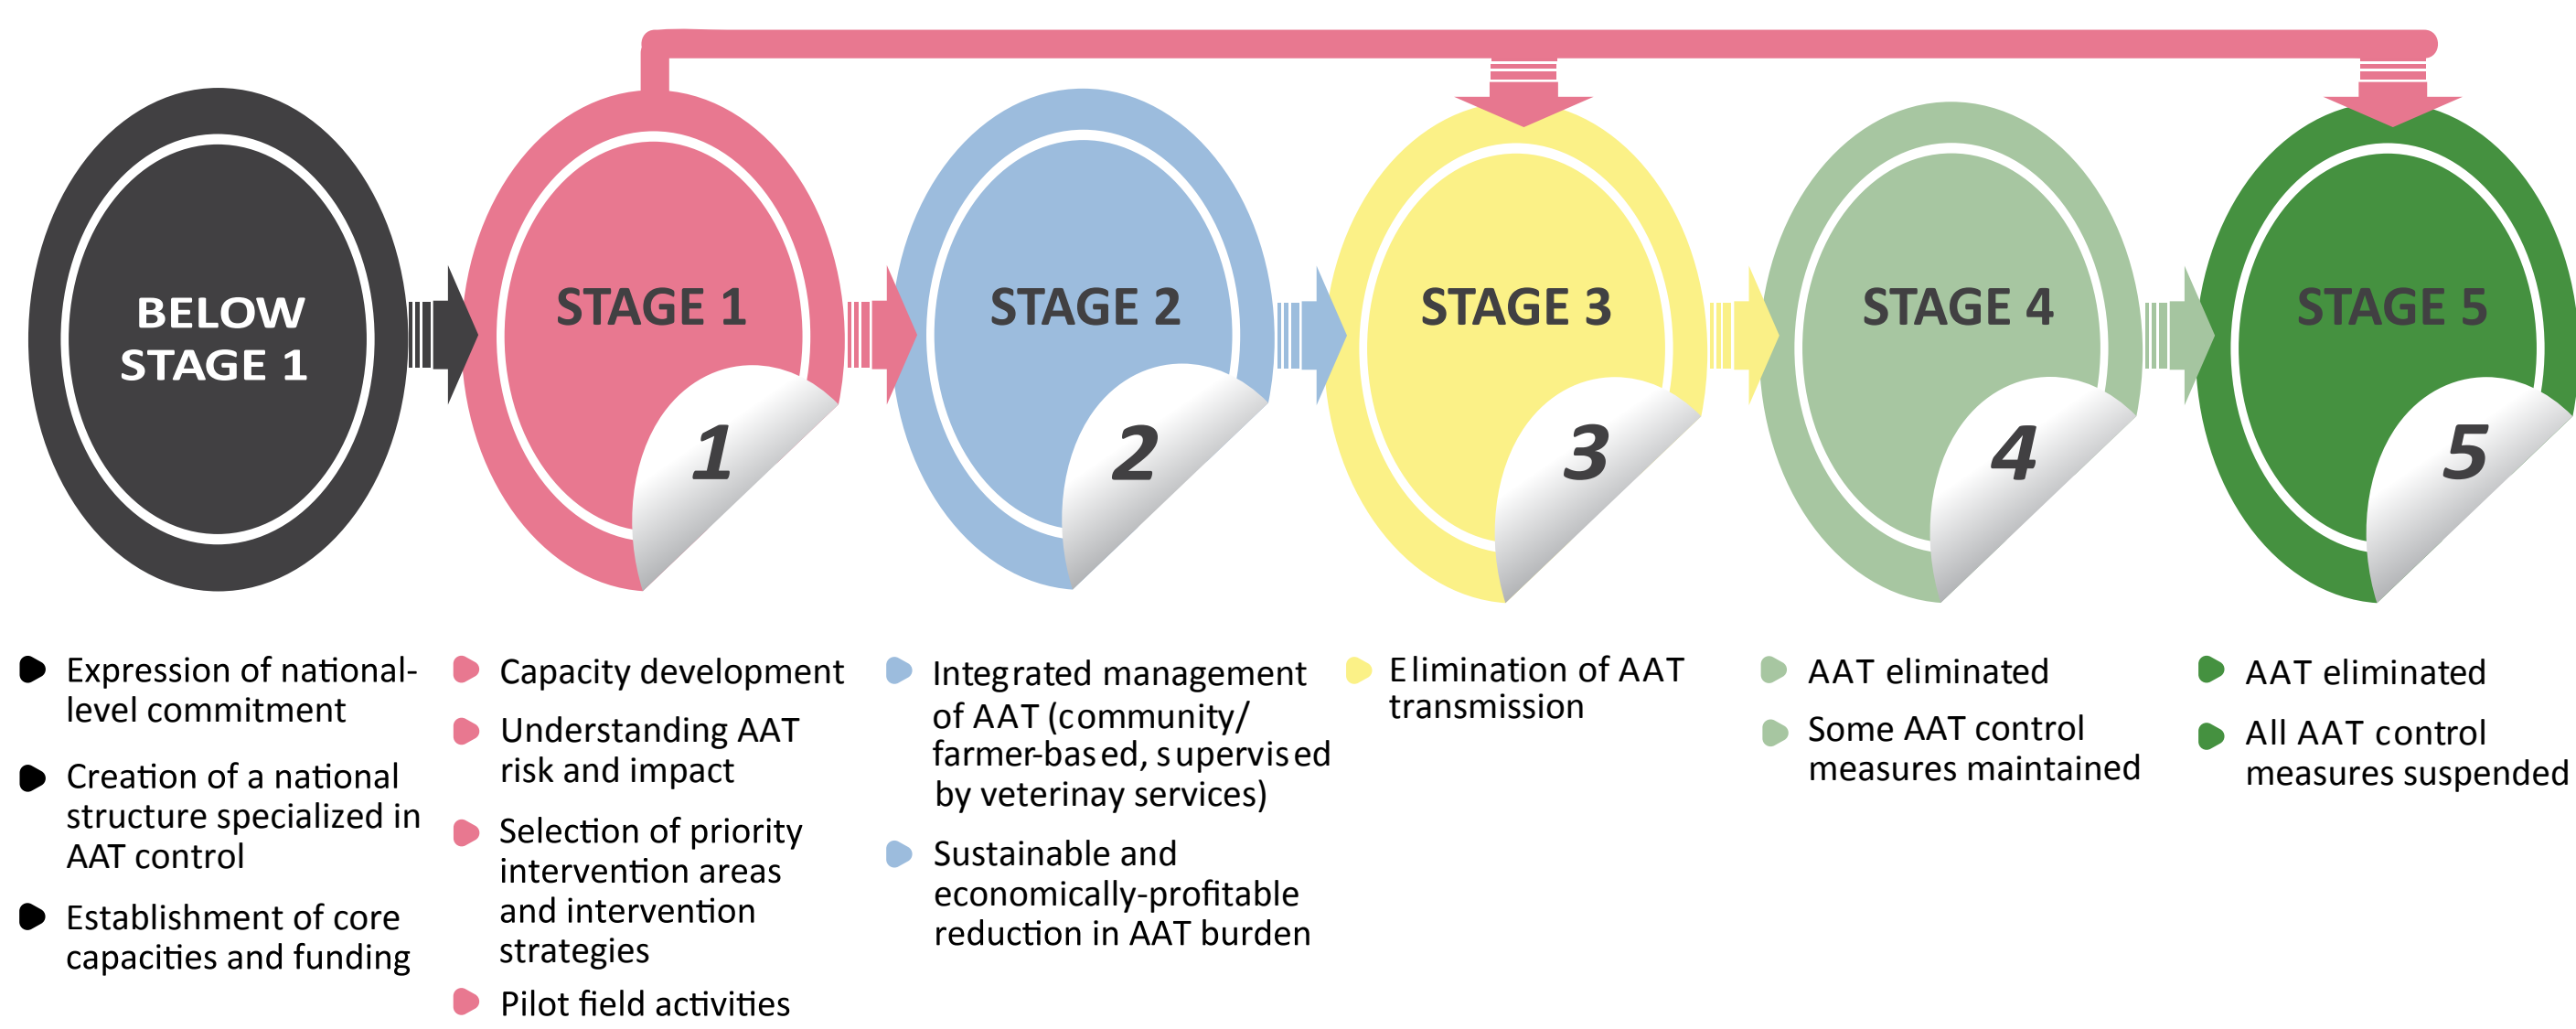 BELOW
STAGE 1
STAGE 1
1
STAGE 2
2
STAGE 3
3
STAGE 4
4
STAGE 5
5
Expression of national-
level commitment
Creation of a national
structure specialized in
AAT control
Establishment of core
capacities and funding
Capacity development
Understanding AAT
risk and impact
Selection of priority
intervention areas
and intervention
strategies
Pilot field activities
Integrated management
of AAT (community/
farmer-based, supervised
by veterinay services)
Sustainable and
economically-profitable
reduction in AAT burden
Elimination of AAT
transmission
AAT eliminated
Some AAT control
measures maintained
AAT eliminated
All AAT control
measures suspended